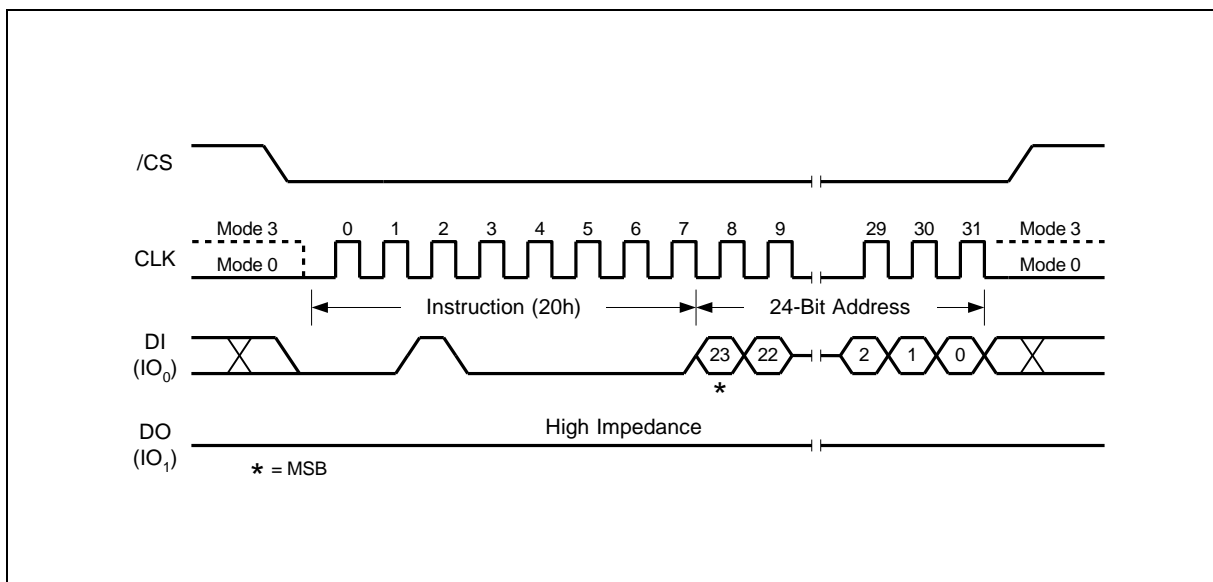 /CS
CLK
Mode 3
Mode 0
0 1 2 3 4 5 6 7 8 9 29 30 31
Mode 3
Mode 0
Instruction (20h)
24-Bit Address
DI
(IO0)
23 22 2 1 0
*
DO
(IO1)
High Impedance
* = MSB